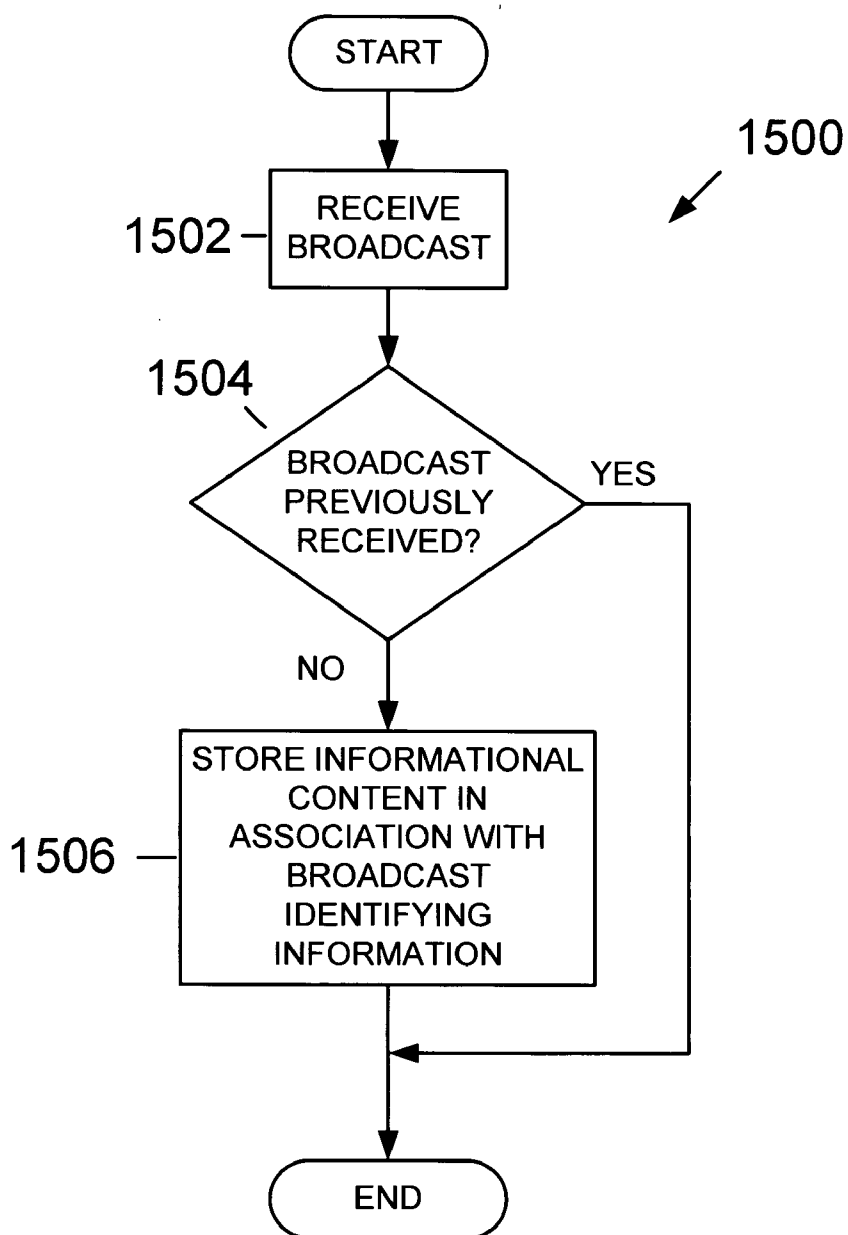 START
1500
RECEIVE
BROADCAST
1502
1504
BROADCAST
PREVIOUSLY
RECEIVED?
YES
NO
STORE INFORMATIONAL
CONTENT IN
ASSOCIATION WITH
BROADCAST
IDENTIFYING
INFORMATION
1506
END